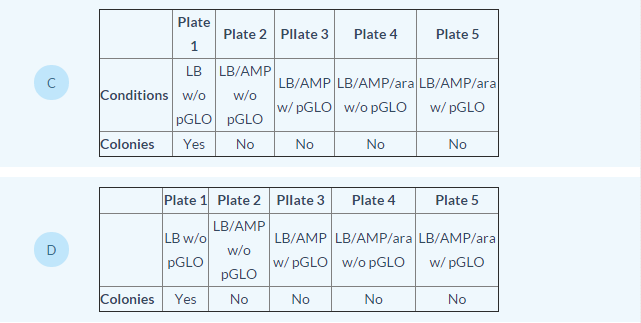 C
Plate 1 Plate 2 Pllate 3 Plate 4 Plate 5
Conditions LB w/o pGLO LB/AMP w/o pGLO LB/AMP w/ pGLO LB/AMP/ara w/o pGLO LB/AMP/ara w/ pGLO
Colonies Yes No No No No
D
Plate 1 Plate 2 Pllate 3 Plate 4 Plate 5
LB w/o pGLO LB/AMP w/o pGLO LB/AMP w/ pGLO LB/AMP/ara w/o pGLO LB/AMP/ara w/ pGLO
Colonies Yes No No No No